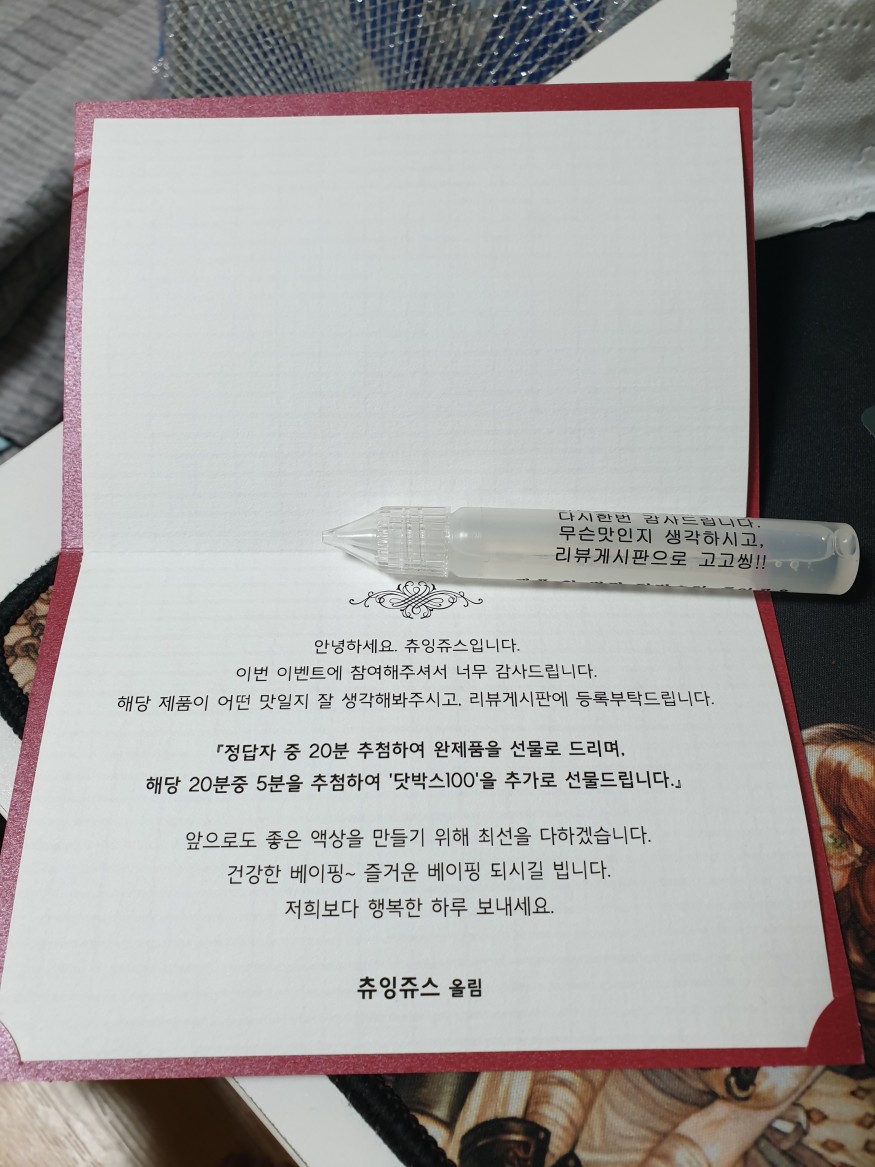 다시한번 감사드립니다.
무슨맛인지 생각하시고,
리뷰게시판으로 고고씽!!
안녕하세요. 츄잉쥬스입니다.
이번 이벤트에 참여해주셔서 너무 감사드립니다.
해당 제품이 어떤 맛일지 잘 생각해봐주시고, 리뷰게시판에 등록부탁드립니다.
『정답자 중 20분 추첨하여 완제품을 선물로 드리며,
해당 20분중 5분을 추첨하여 '닷박스100'을 추가로 선물드립니다.』
앞으로도 좋은 액상을 만들기 위해 최선을 다하겠습니다.
건강한 베이핑~ 즐거운 베이핑 되시길 빕니다.
저희보다 행복한 하루 보내세요.
츄잉쥬스 올림